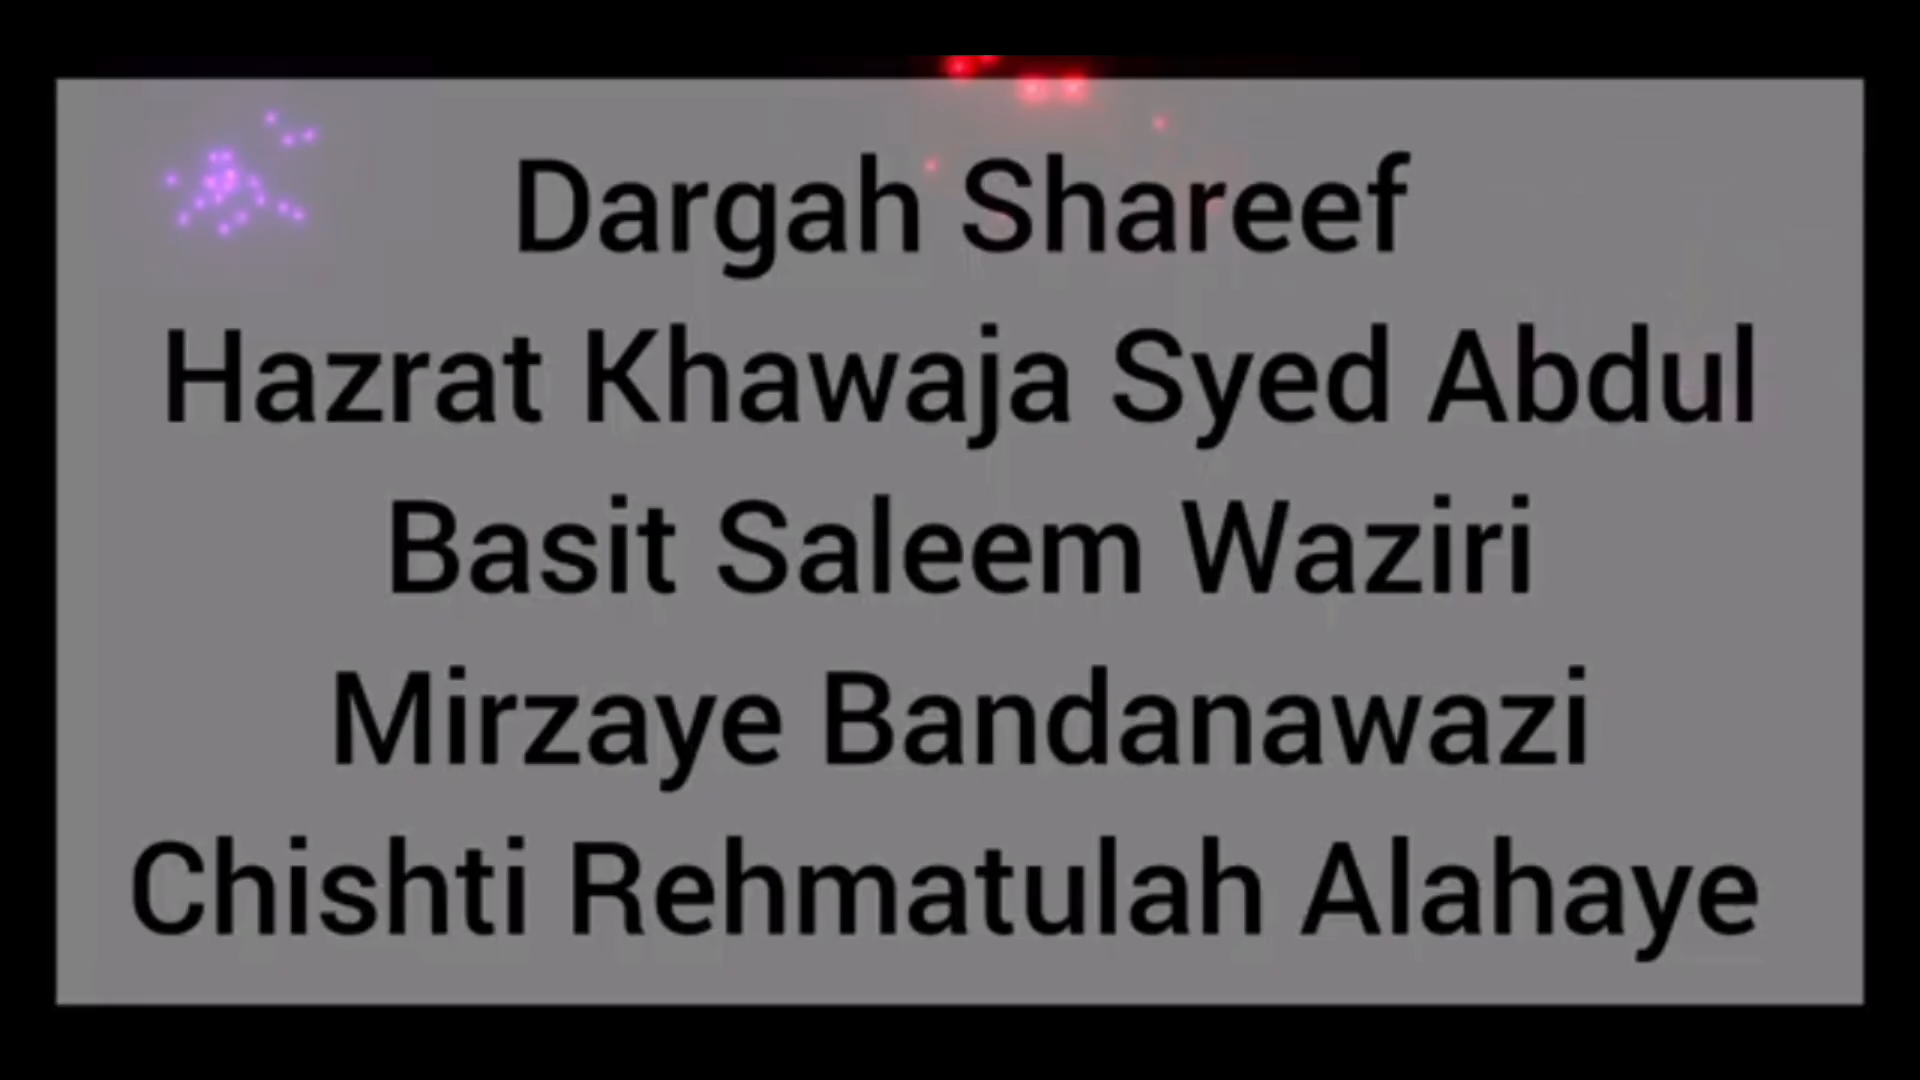 Dargah Shareef
Hazrat Khawaja Syed Abdul
Basit Saleem Waziri
Mirzaye Bandanawazi
Chishti Rehmatulah Alahaye